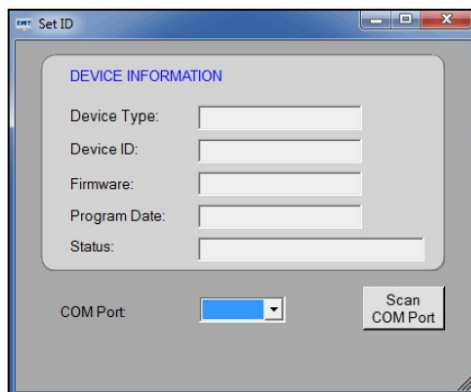 Set ID
DEVICE INFORMATION
Device Type:
Device ID:
Firmware:
Program Date:
Status:
COM Port:
Scan
COM Port